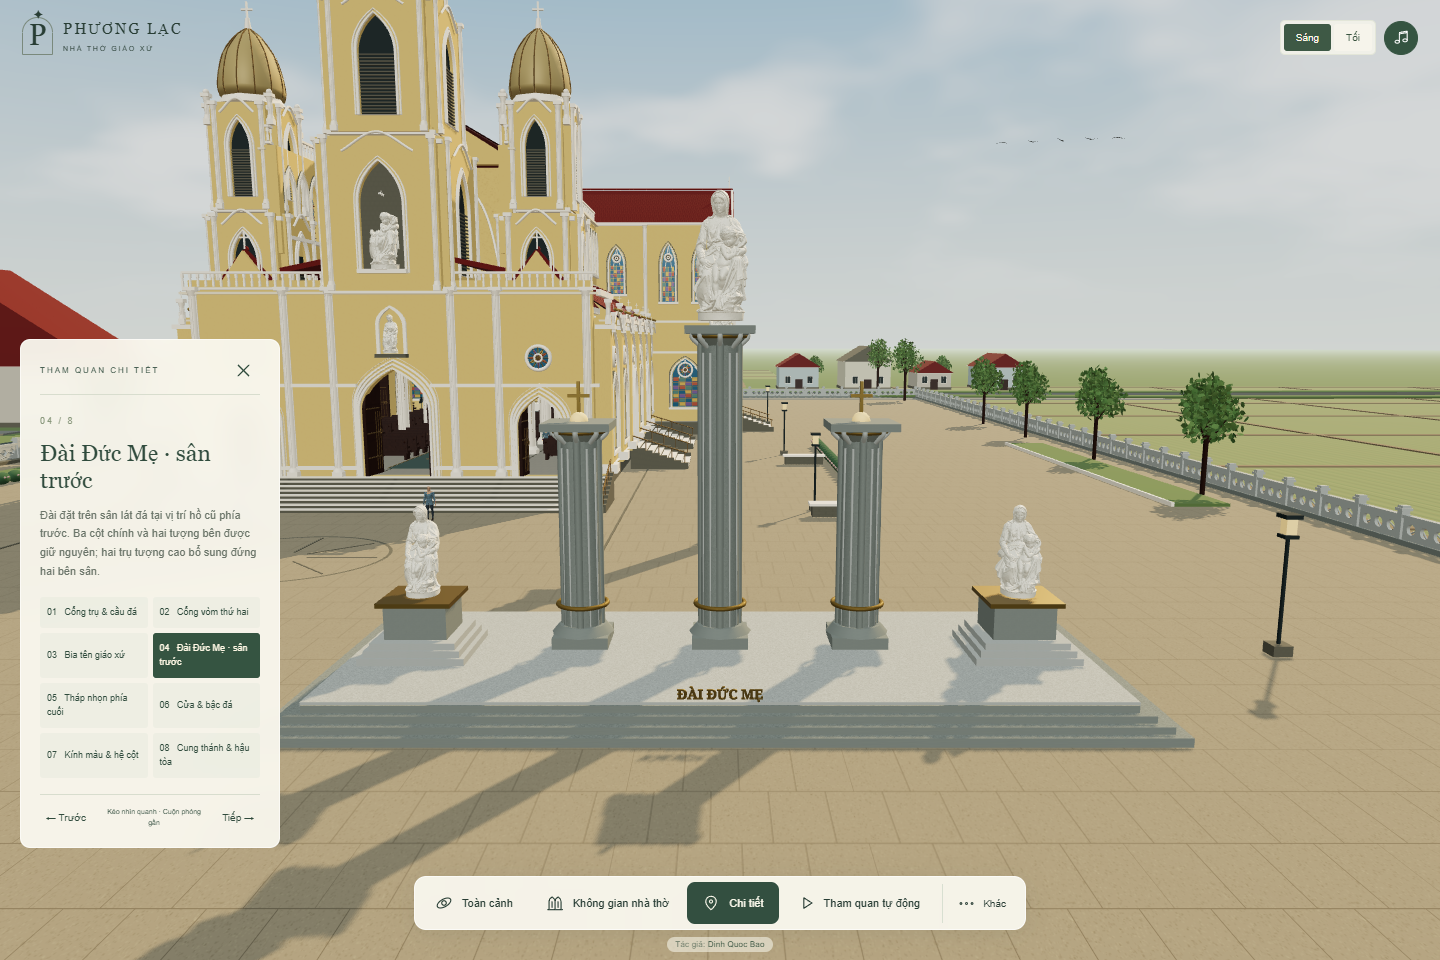 P
PHƯƠNG LẠC
NHÀ THỜ GIÁO XỨ
Sáng
Tối
THAM QUAN CHI TIẾT
04 / 8
Đài Đức Mẹ · sân
trước
Đài đặt trên sân lát đá tại vị trí hồ cũ phía
trước. Ba cột chính và hai tượng bên được
giữ nguyên; hai trụ tượng cao bổ sung đứng
hai bên sân.
01 Cổng trụ & cầu đá
02 Cổng vòm thứ hai
03 Bia tên giáo xứ
04 Đài Đức Mẹ · sân
trước
05 Tháp nhọn phía
cuối
06 Cửa & bậc đá
07 Kính màu & hệ cột
08 Cung thánh & hậu
tòa
← Trước
Kéo nhìn quanh · Cuộn phóng
gần
Tiếp →
ĐÀI ĐỨC MẸ
Toàn cảnh
Không gian nhà thờ
Chi tiết
Tham quan tự động
Khác
Tác giả: Dinh Quoc Bao